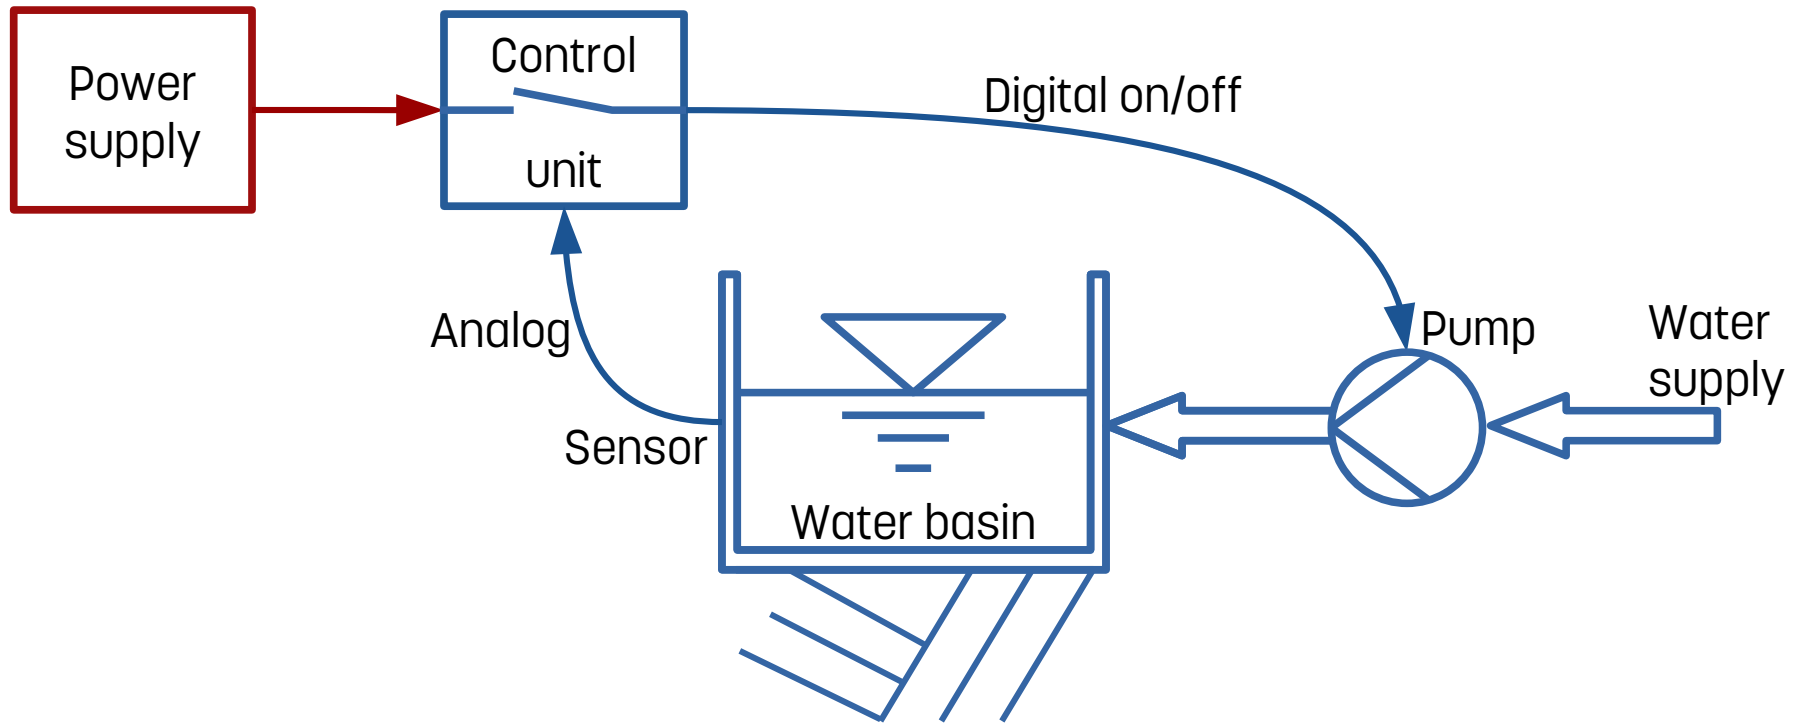 Power
supply
Control
unit
Digital on/off
Analog
Sensor
Pump
Water
supply
Water basin